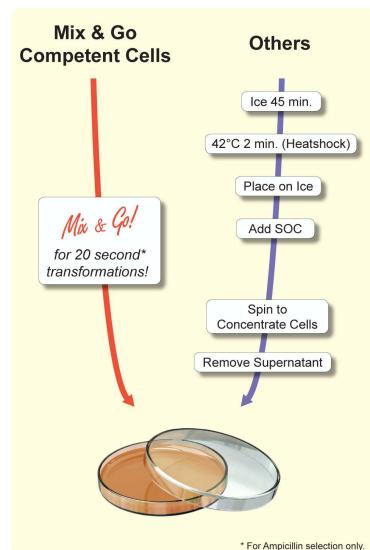 Mix & Go
Competent Cells
Others
Ice 45 min.
42°C 2 min. (Heatshock)
Place on Ice
Add SOC
Mix & Go!
for 20 second*
transformations!
Spin to
Concentrate Cells
Remove Supernatant
* For Ampicillin selection only.